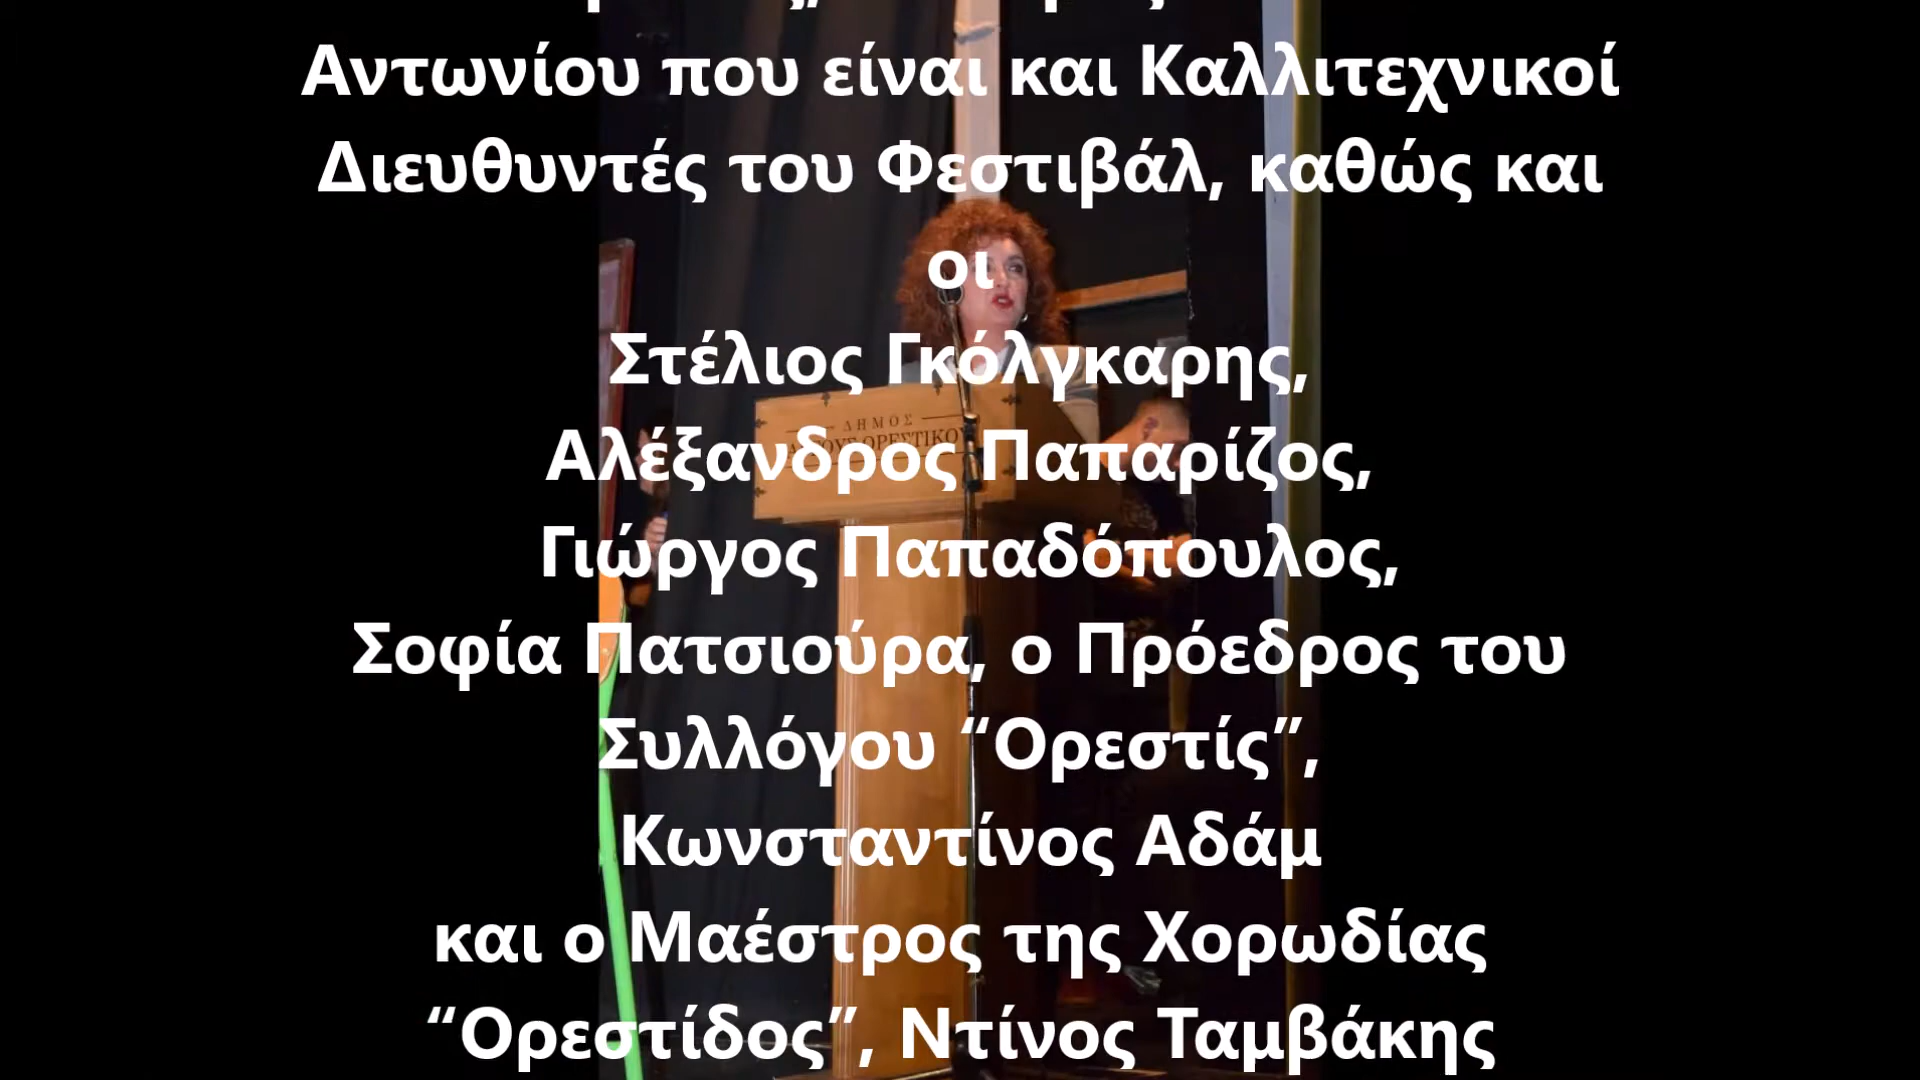 Αντωνίου που είναι και Καλλιτεχνικοί
Διευθυντές του Φεστιβάλ, καθώς και
οι
Στέλιος Γκόλγκαρης,
ΔΗΜΟΣ
Αλέξανδρος Παπαρίζος,
Γιώργος Παπαδόπουλος,
Σοφία Πατσιούρα, ο Πρόεδρος του
Συλλόγου “Ορεστίς”,
Κωνσταντίνος Αδάμ
και ο Μαέστρος της Χορωδίας
“Ορεστίδος”, Ντίνος Ταμβάκης